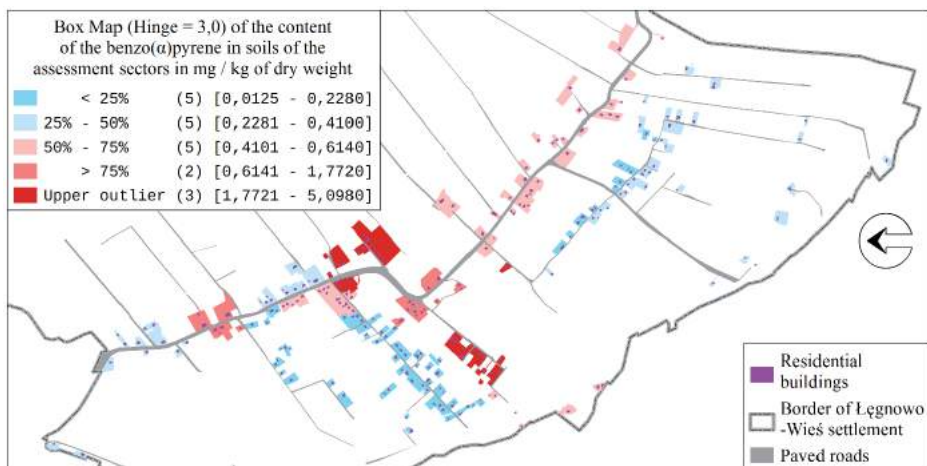 Box Map (Hinge = 3,0) of the content
of the benzo(α)pyrene in soils of the
assessment sectors in mg / kg of dry weight
< 25% (5) [0,0125 - 0,2280]
25% - 50% (5) [0,2281 - 0,4100]
50% - 75% (5) [0,4101 - 0,6140]
> 75% (2) [0,6141 - 1,7720]
Upper outlier (3) [1,7721 - 5,0980]
Residential
buildings
Border of Łęgnowo
-Wieś settlement
Paved roads